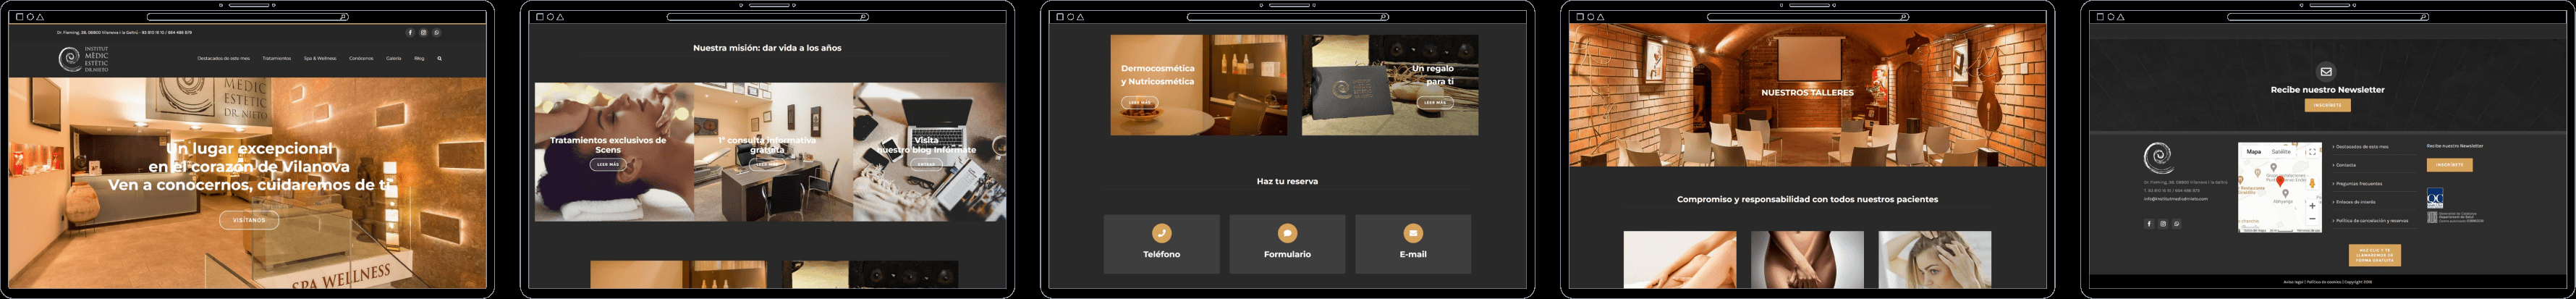 Dr. Fleming, 28, 08800 Vilanova i la Geltrú - 93 810 16 10 / 664 466 879
INSTITUT
MÈDIC
ESTÈTIC
DR.NIETO
Destacados de este mes Tratamientos Spa & Wellness Conócenos Galería Blog
MEDIC
ESTETIC
DR. NIETO
Un lugar excepcional
en el corazón de Vilanova
Ven a conocernos, cuidaremos de ti
VISÍTANOS
SPA WELLNESS
Nuestra misión: dar vida a los años
Tratamientos exclusivos de
Scens
LEER MÁS
1ª consulta informativa
gratuita
LEER MÁS
Visita
nuestro blog Infórmate
Dermocosmética
y Nutricosmética
LEER MÁS
Un regalo
para ti
LEER MÁS
Haz tu reserva
Teléfono
Formulario
E-mail
NUESTROS TALLERES
Compromiso y responsabilidad con todos nuestros pacientes
Recibe nuestro Newsletter
INSCRÍBETE
Dr. Fleming, 28, 08800 Vilanova i la Geltrú
T. 93 810 16 10 / 664 466 879
info@institutmedicdrnieto.com
Mapa Satélite
> Destacados de este mes
> Contacta
> Preguntas frecuentes
> Enlaces de interés
> Política de cancelación y reservas
Recibe nuestro Newsletter
INSCRÍBETE
QC
HAZ CLIC Y TE
LLAMAREMOS DE
FORMA GRATUITA
Aviso legal | Política de cookies | Copyright 2018